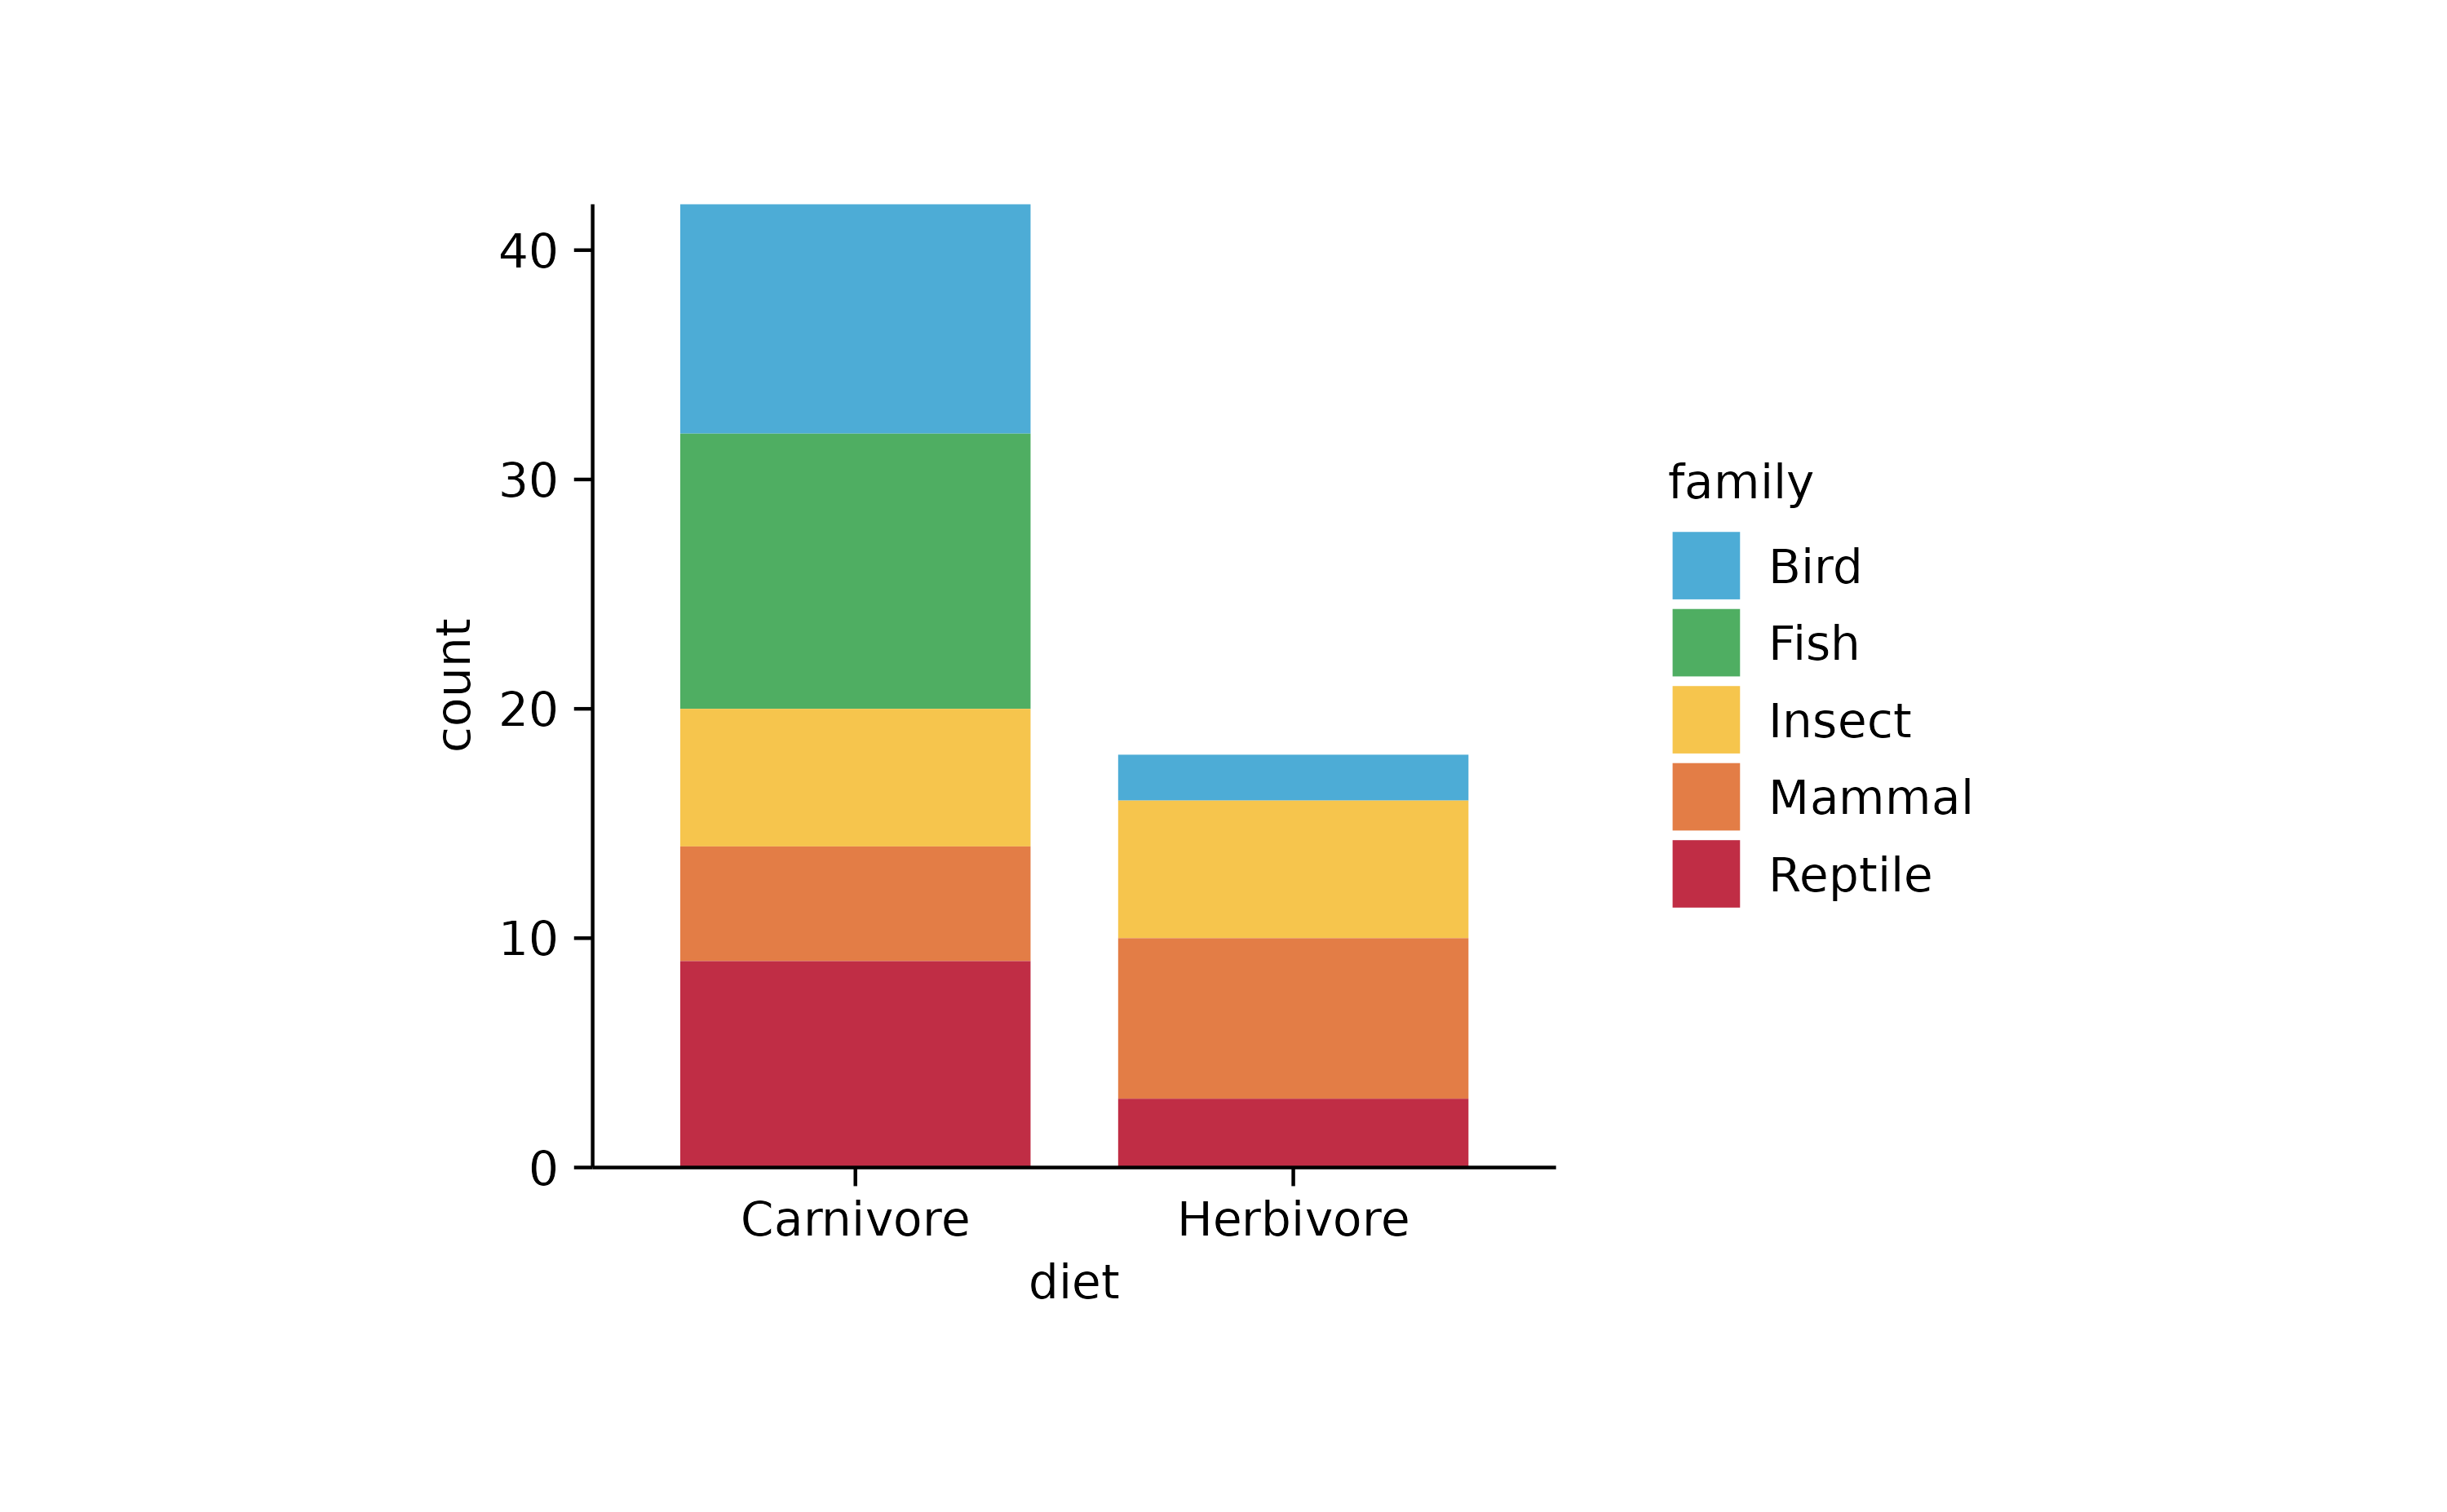 count
40
30
20
10
0
Carnivore
Herbivore
diet
family
Bird
Fish
Insect
Mammal
Reptile